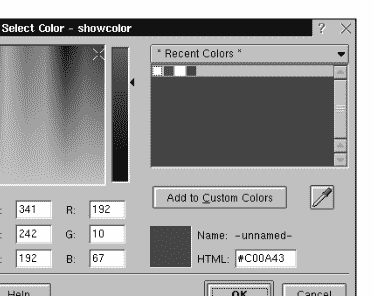 Select Color - showcolor ?
* Recent Colors *
Add to Custom Colors
: 341 R: 192
: 242 G: 10
: 192 B: 67
Name: -unnamed-
HTML: #C00A43
Help OK Cancel